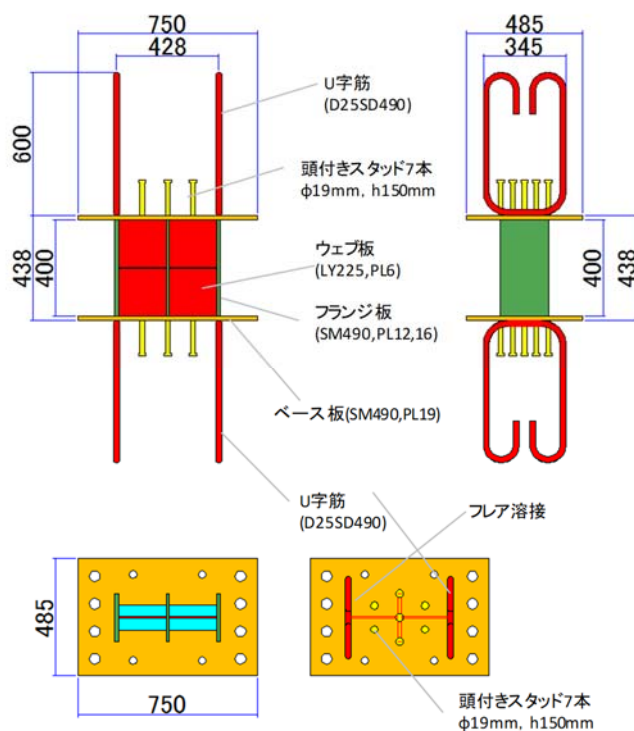 750
428
485
345
U字筋
(D25SD490)
600
頭付きスタッド7本
φ19mm, h150mm
438
400
ウェブ板
(LY225,PL6)
フランジ板
(SM490,PL12,16)
400
438
ベース板(SM490,PL19)
U字筋
(D25SD490)
フレア溶接
485
750
頭付きスタッド7本
φ19mm, h150mm